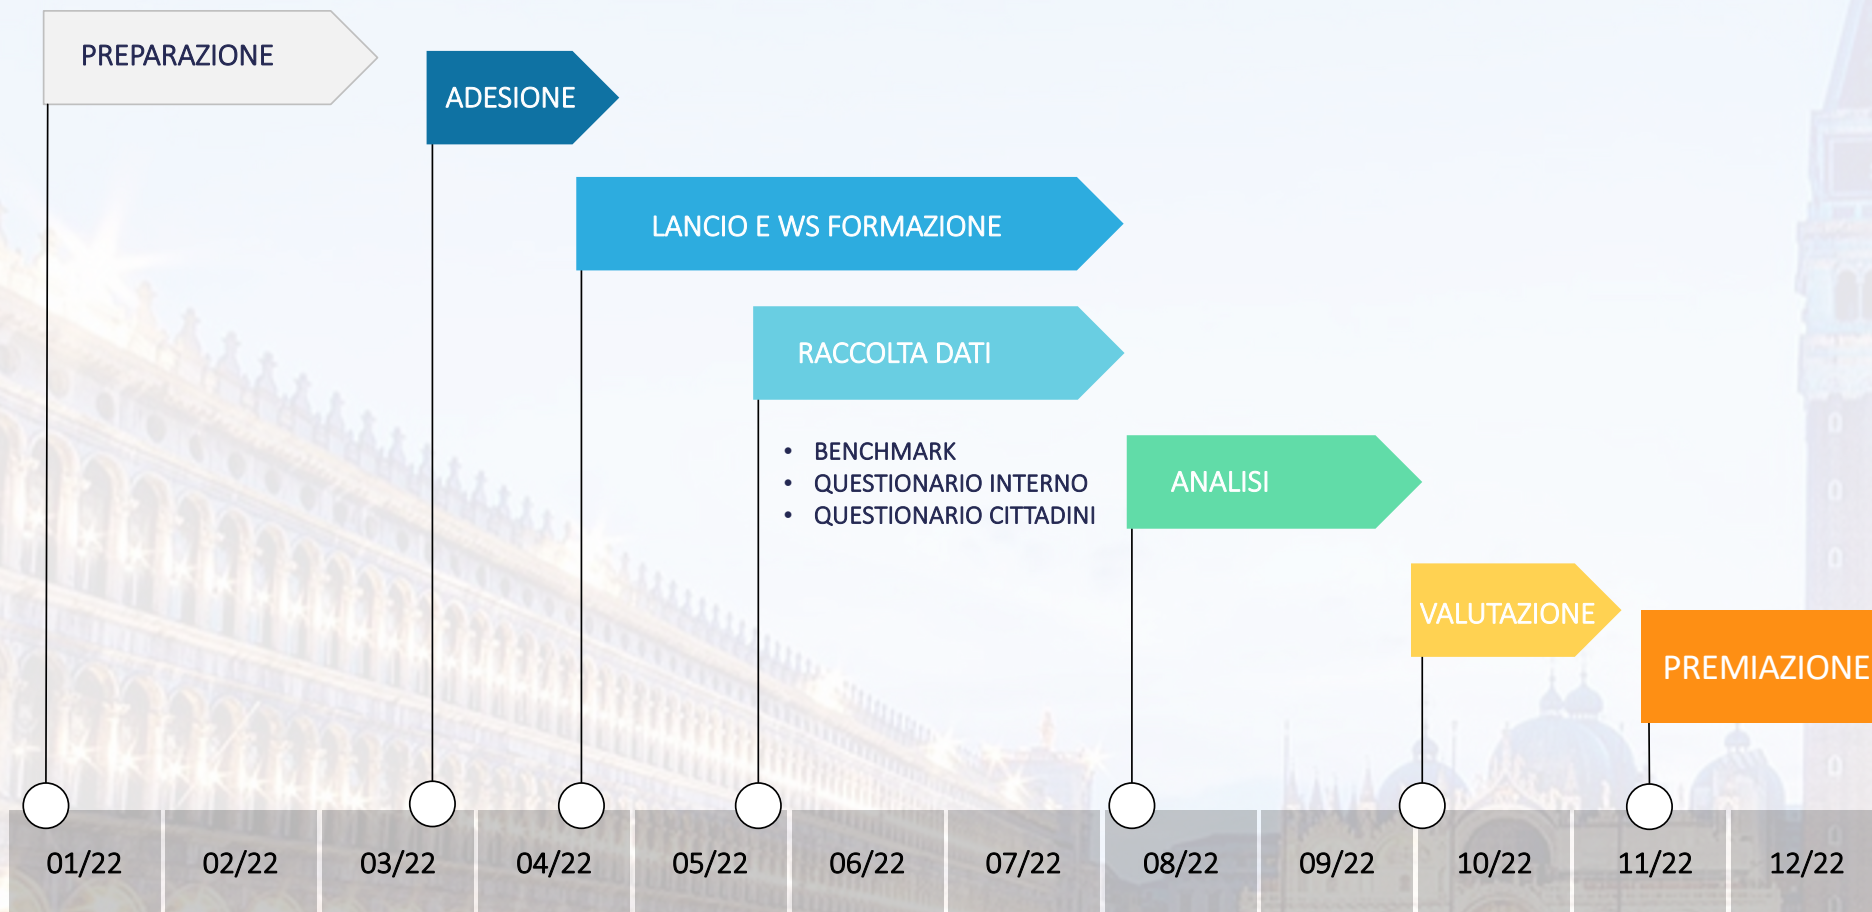 PREPARAZIONE
ADESIONE
LANCIO E WS FORMAZIONE
RACCOLTA DATI
• BENCHMARK
• QUESTIONARIO INTERNO
• QUESTIONARIO CITTADINI
ANALISI
VALUTAZIONE
PREMIAZIONE
01/22 02/22 03/22 04/22 05/22 06/22 07/22 08/22 09/22 10/22 11/22 12/22